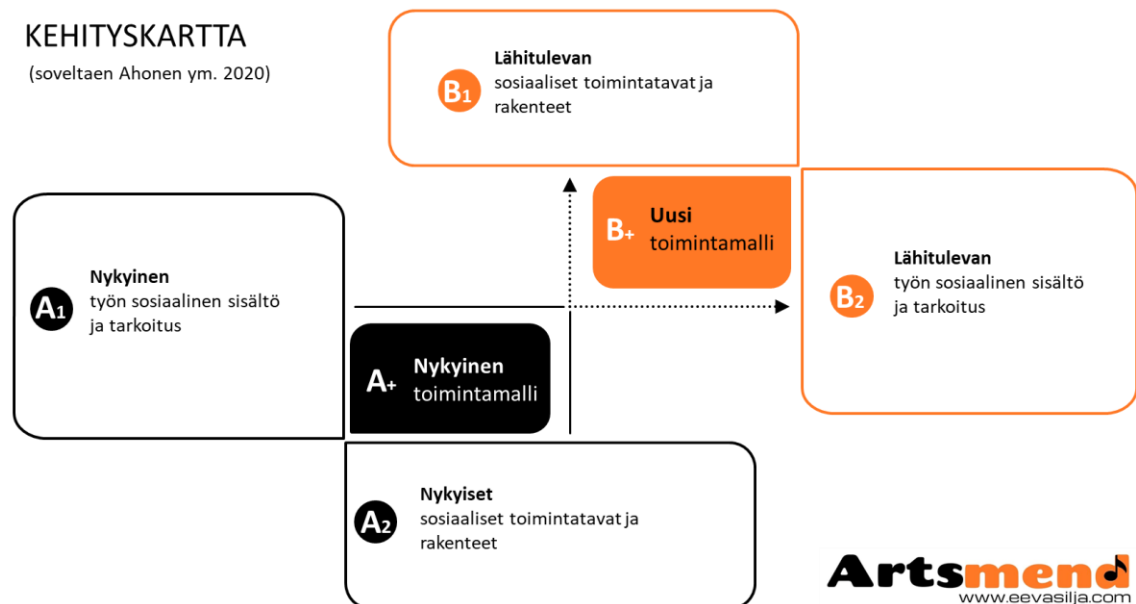 KEHITYSKARTTA
(soveltaen Ahonen ym. 2020)
B1
Lähitulevan
sosiaaliset toimintatavat ja
rakenteet
A1
Nykyinen
työn sosiaalinen sisältö
ja tarkoitus
B+
Uusi
toimintamalli
B2
Lähitulevan
työn sosiaalinen sisältö
ja tarkoitus
A+
Nykyinen
toimintamalli
A2
Nykyiset
sosiaaliset toimintatavat ja
rakenteet
Artsmend
www.eevasilja.com